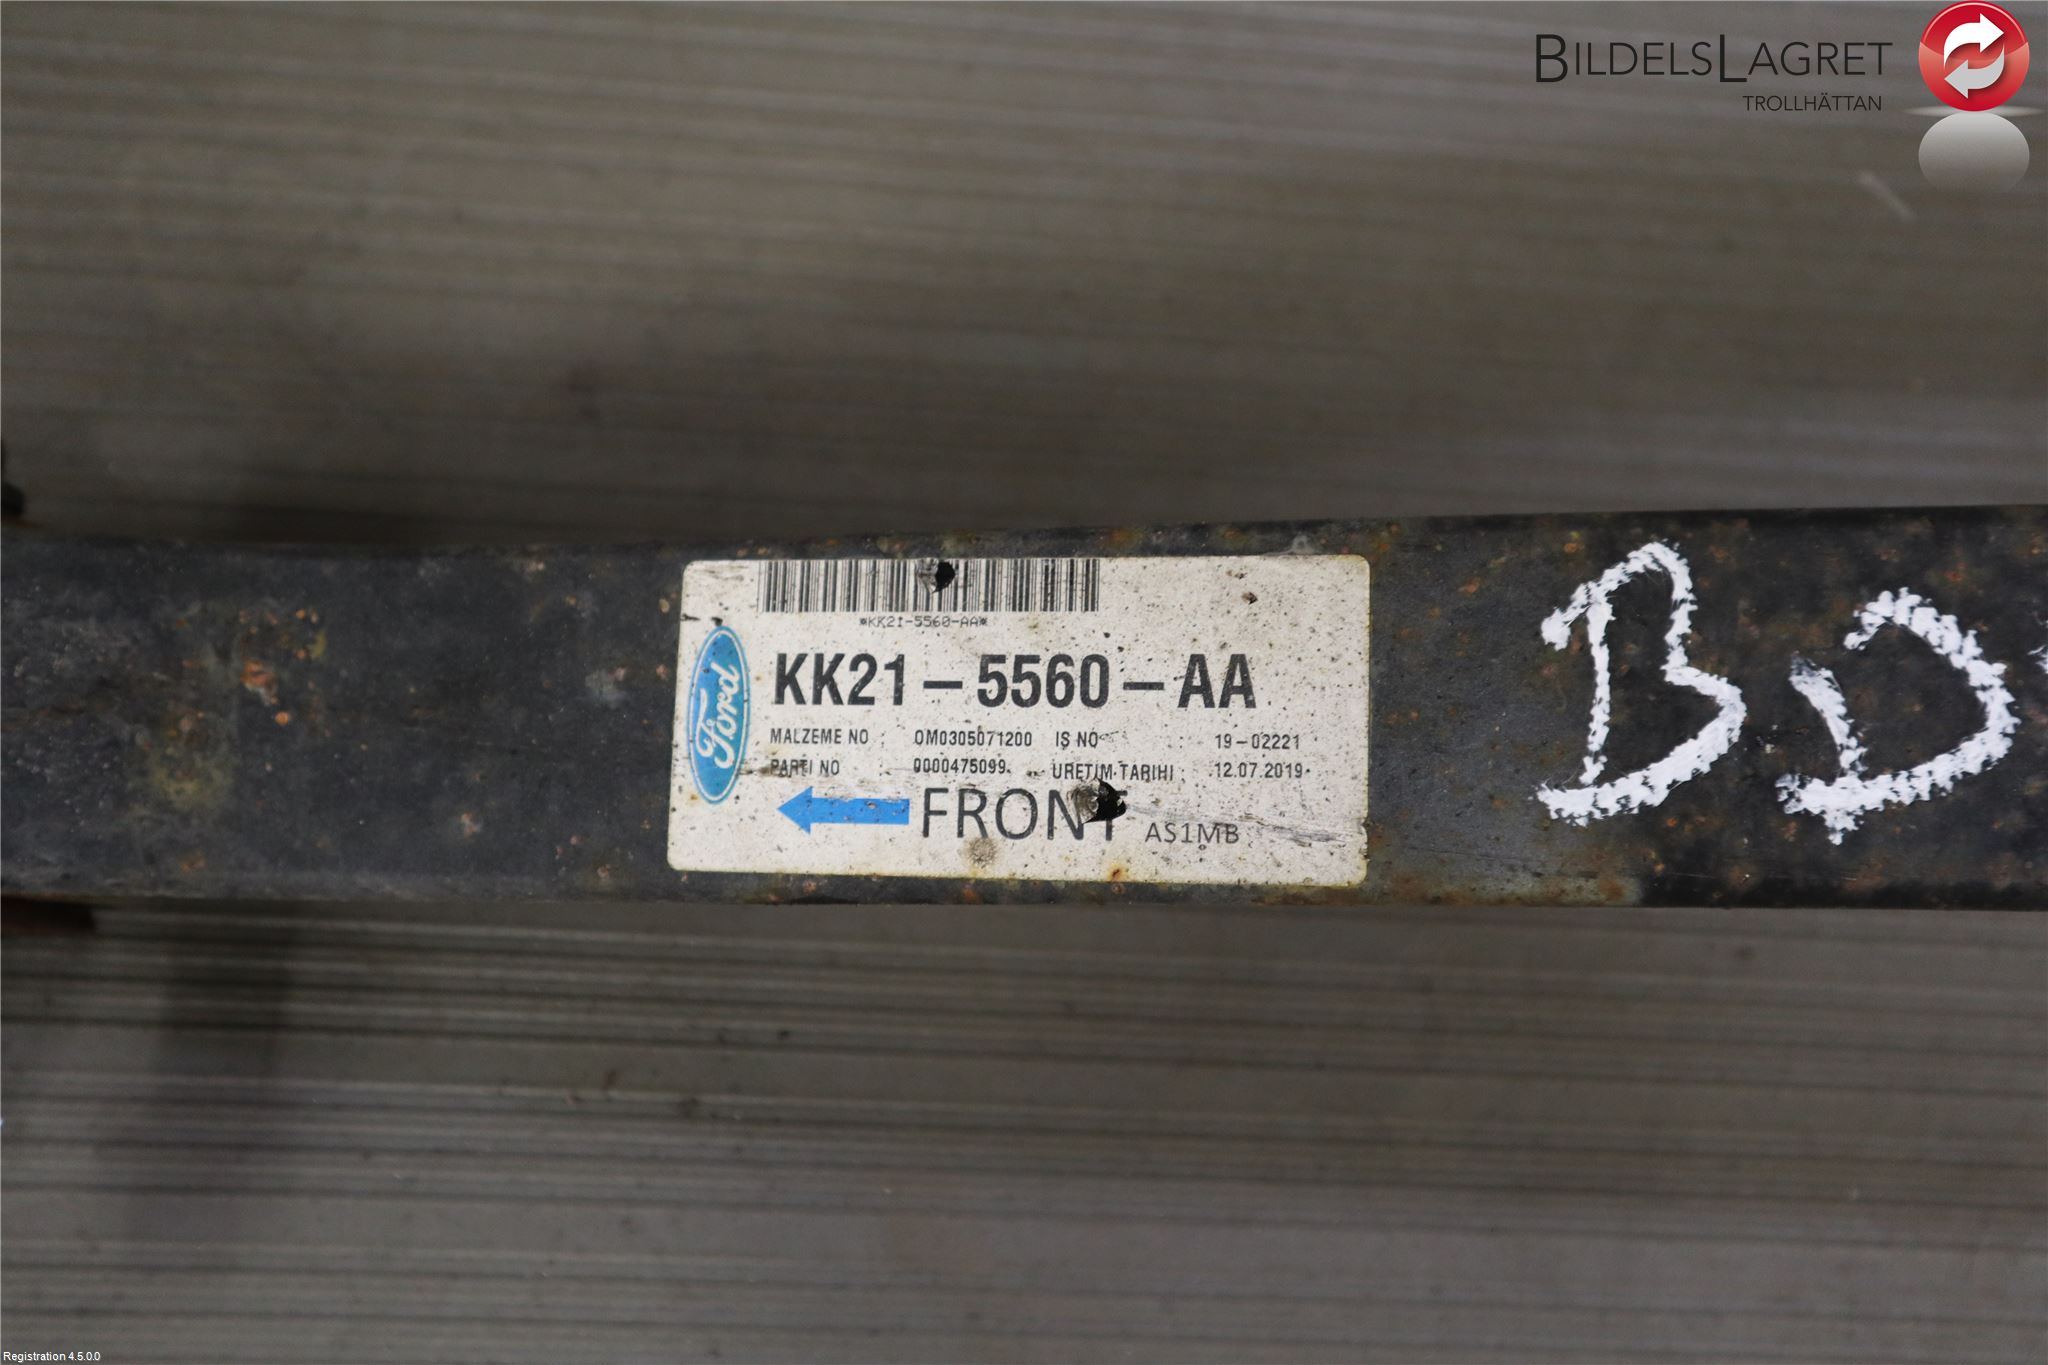 BILDELSLAGRET
TROLLHÄTTAN
*KK21-5560-AA*
Ford
KK21-5560-AA
MALZEME NO : OM0305071200 IŞ NO : 19-02221
PARTI NO : 0000475099 URETIM TARIHI : 12.07.2019
FRONT AS1MB
B.D
Registration 4.5.0.0